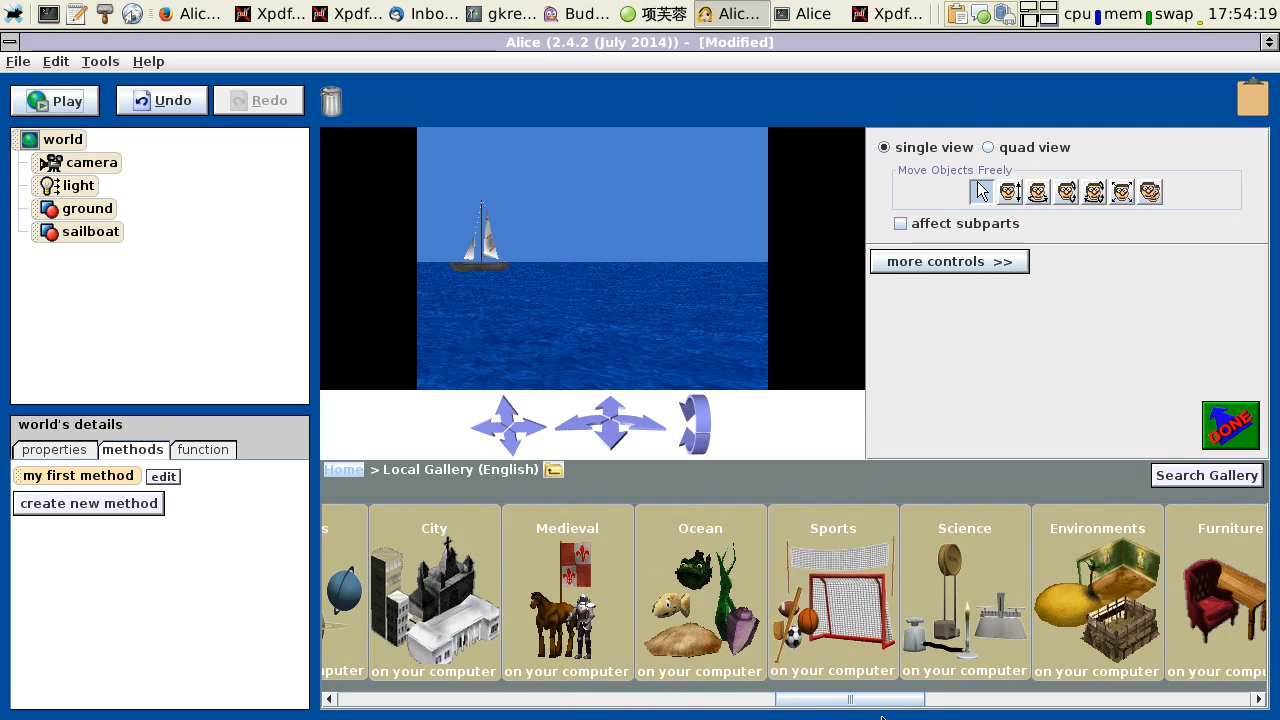 Alic...
Xpdf...
Xpdf...
Inbo...
gkte...
Bud...
项芙蓉
Alic...
Alice
Xpdf...
cpu
mem
swap
17:54:19
Alice (2.4.2 (July 2014)) - [Modified]
File Edit Tools Help
Play
Undo
Redo
world
camera
light
ground
sailboat
single view
quad view
Move Objects Freely
affect subparts
more controls >>
DONE
world's details
properties
methods
function
my first method
edit
create new method
Home > Local Gallery (English)
Search Gallery
s
City
Medieval
Ocean
Sports
Science
Environments
Furniture
puter
on your computer
on your computer
on your computer
on your computer
on your computer
on your computer
on your comp